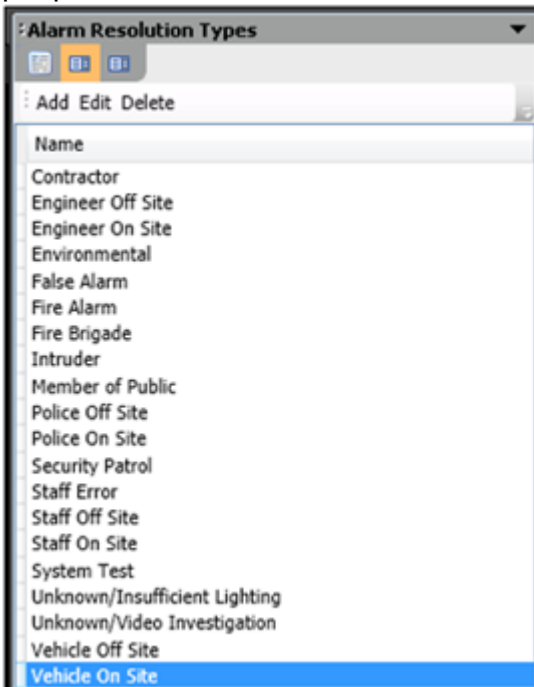 Alarm Resolution Types
Add Edit Delete
Name
Contractor
Engineer Off Site
Engineer On Site
Environmental
False Alarm
Fire Alarm
Fire Brigade
Intruder
Member of Public
Police Off Site
Police On Site
Security Patrol
Staff Error
Staff Off Site
Staff On Site
System Test
Unknown/Insufficient Lighting
Unknown/Video Investigation
Vehicle Off Site
Vehicle On Site